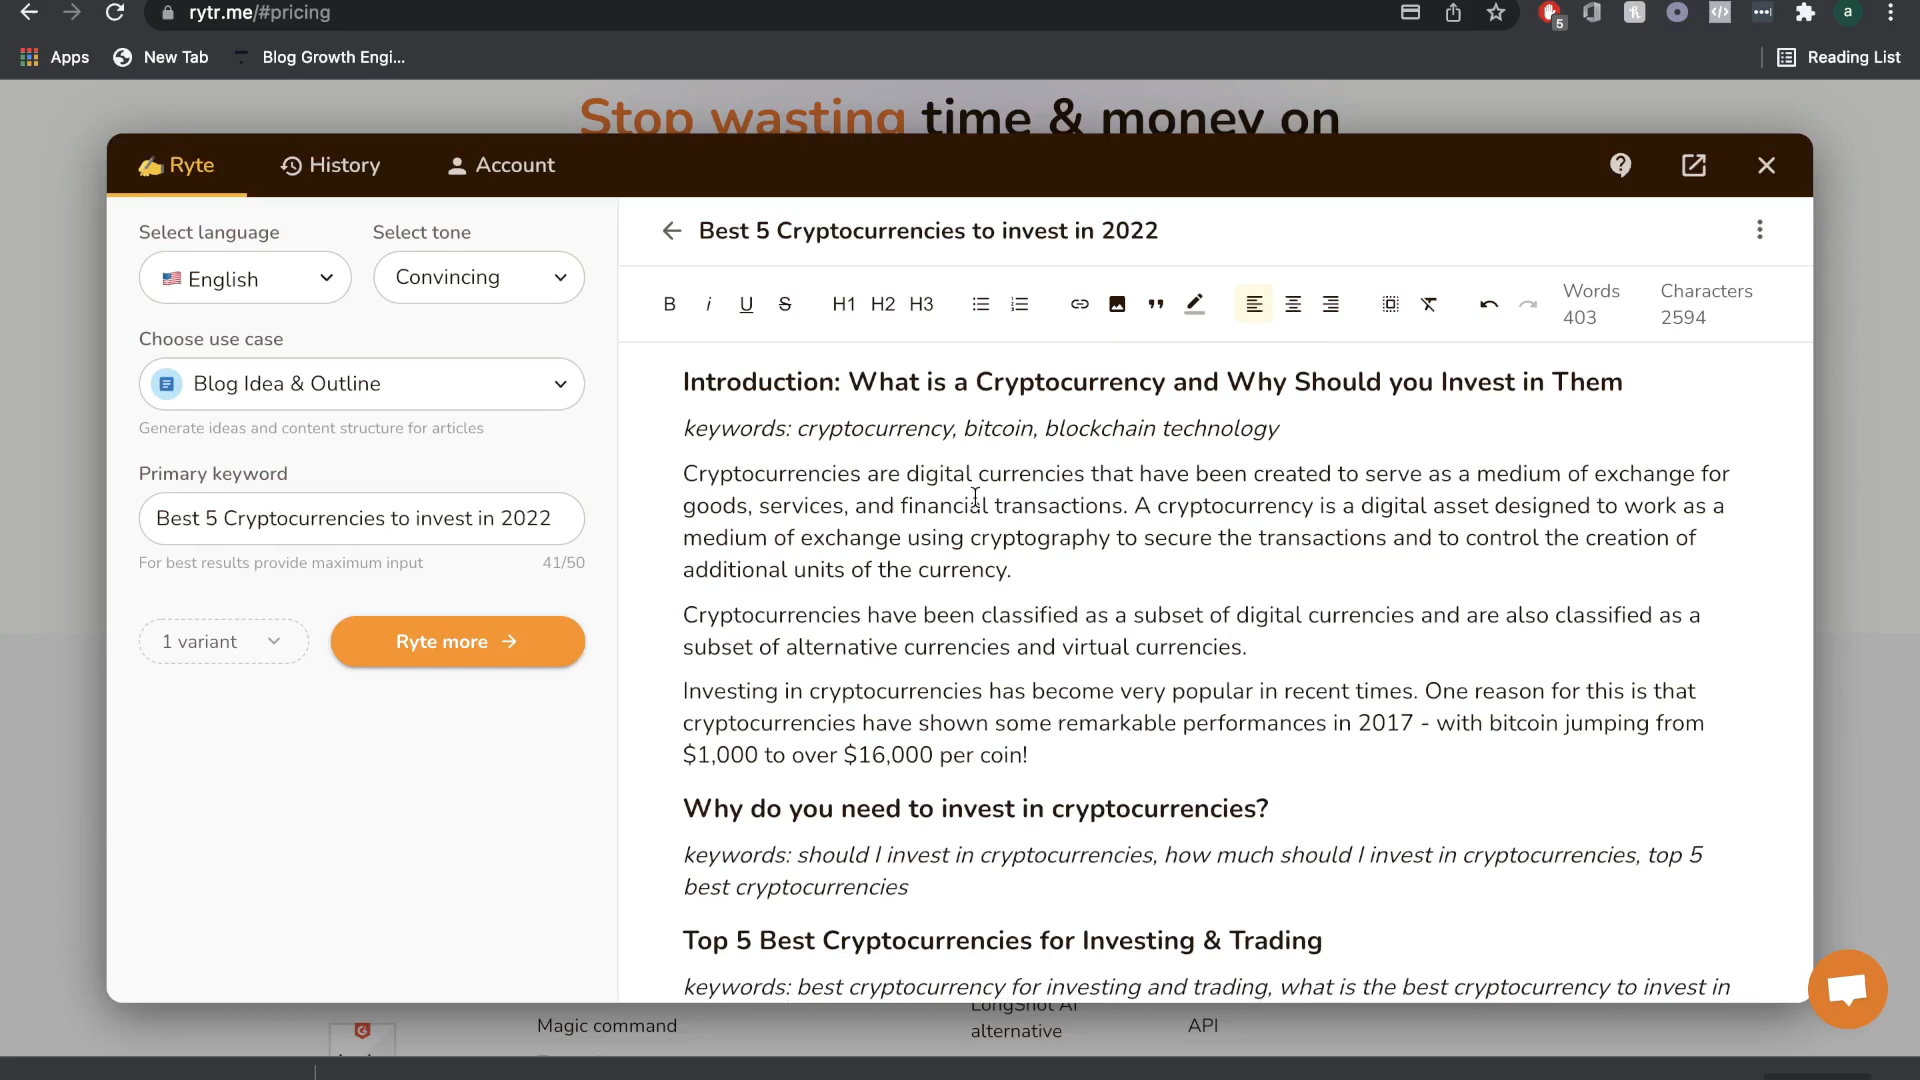 rytr.me/#pricing
5
a
Apps
New Tab
Blog Growth Engi...
Reading List
Stop wasting time & money on
Ryte
History
Account
Select language
Select tone
English
Convincing
Choose use case
Blog Idea & Outline
Generate ideas and content structure for articles
Primary keyword
Best 5 Cryptocurrencies to invest in 2022
For best results provide maximum input
41/50
1 variant
Ryte more
Best 5 Cryptocurrencies to invest in 2022
B i U S H1 H2 H3
Words
403
Characters
2594
Introduction: What is a Cryptocurrency and Why Should you Invest in Them
keywords: cryptocurrency, bitcoin, blockchain technology
Cryptocurrencies are digital currencies that have been created to serve as a medium of exchange for
goods, services, and financial transactions. A cryptocurrency is a digital asset designed to work as a
medium of exchange using cryptography to secure the transactions and to control the creation of
additional units of the currency.
Cryptocurrencies have been classified as a subset of digital currencies and are also classified as a
subset of alternative currencies and virtual currencies.
Investing in cryptocurrencies has become very popular in recent times. One reason for this is that
cryptocurrencies have shown some remarkable performances in 2017 - with bitcoin jumping from
$1,000 to over $16,000 per coin!
Why do you need to invest in cryptocurrencies?
keywords: should I invest in cryptocurrencies, how much should I invest in cryptocurrencies, top 5
best cryptocurrencies
Top 5 Best Cryptocurrencies for Investing & Trading
keywords: best cryptocurrency for investing and trading, what is the best cryptocurrency to invest in
Magic command
LongShot AI
alternative
API